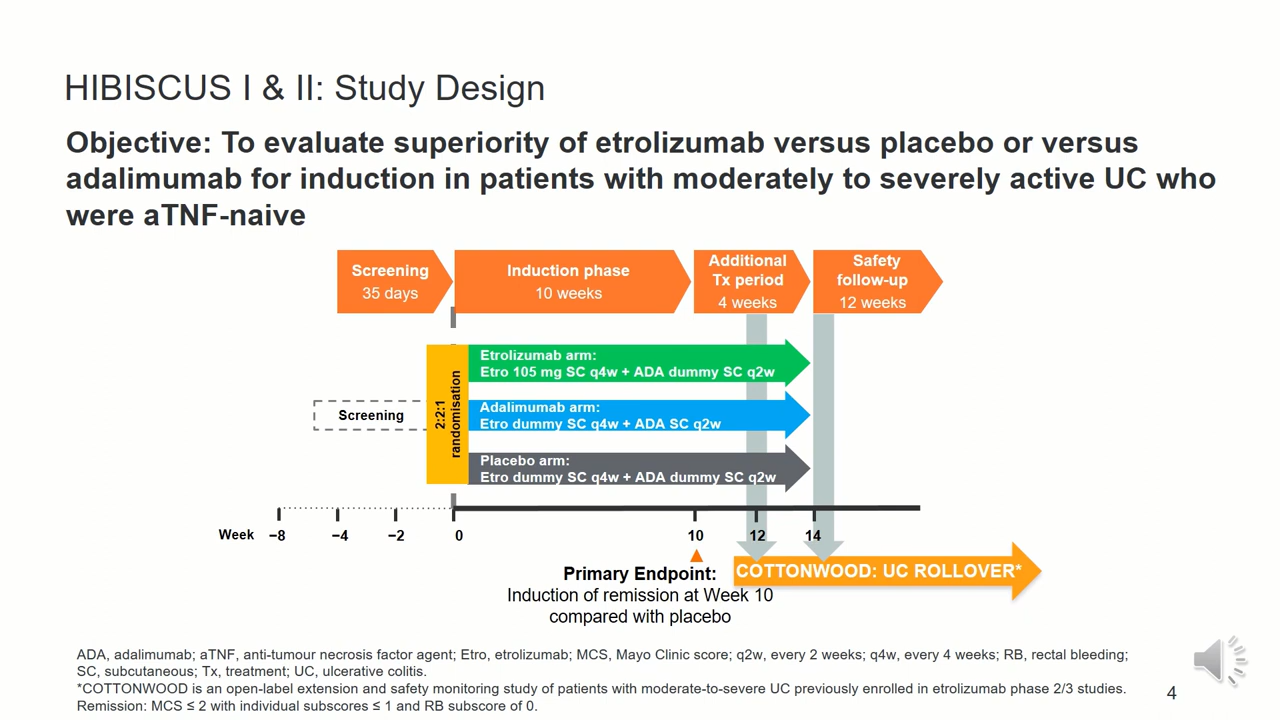 HIBISCUS I & II: Study Design
Objective: To evaluate superiority of etrolizumab versus placebo or versus
adalimumab for induction in patients with moderately to severely active UC who
were aTNF-naive
Screening
35 days
Induction phase
10 weeks
Additional
Tx period
4 weeks
Safety
follow-up
12 weeks
Screening
2:2:1
randomisation
Etrolizumab arm:
Etro 105 mg SC q4w + ADA dummy SC q2w
Adalimumab arm:
Etro dummy SC q4w + ADA SC q2w
Placebo arm:
Etro dummy SC q4w + ADA dummy SC q2w
Week −8 −4 −2 0 10 12 14
Primary Endpoint:
Induction of remission at Week 10
compared with placebo
COTTONWOOD: UC ROLLOVER*
ADA, adalimumab; aTNF, anti-tumour necrosis factor agent; Etro, etrolizumab; MCS, Mayo Clinic score; q2w, every 2 weeks; q4w, every 4 weeks; RB, rectal bleeding;
SC, subcutaneous; Tx, treatment; UC, ulcerative colitis.
*COTTONWOOD is an open-label extension and safety monitoring study of patients with moderate-to-severe UC previously enrolled in etrolizumab phase 2/3 studies.
Remission: MCS ≤ 2 with individual subscores ≤ 1 and RB subscore of 0.
4